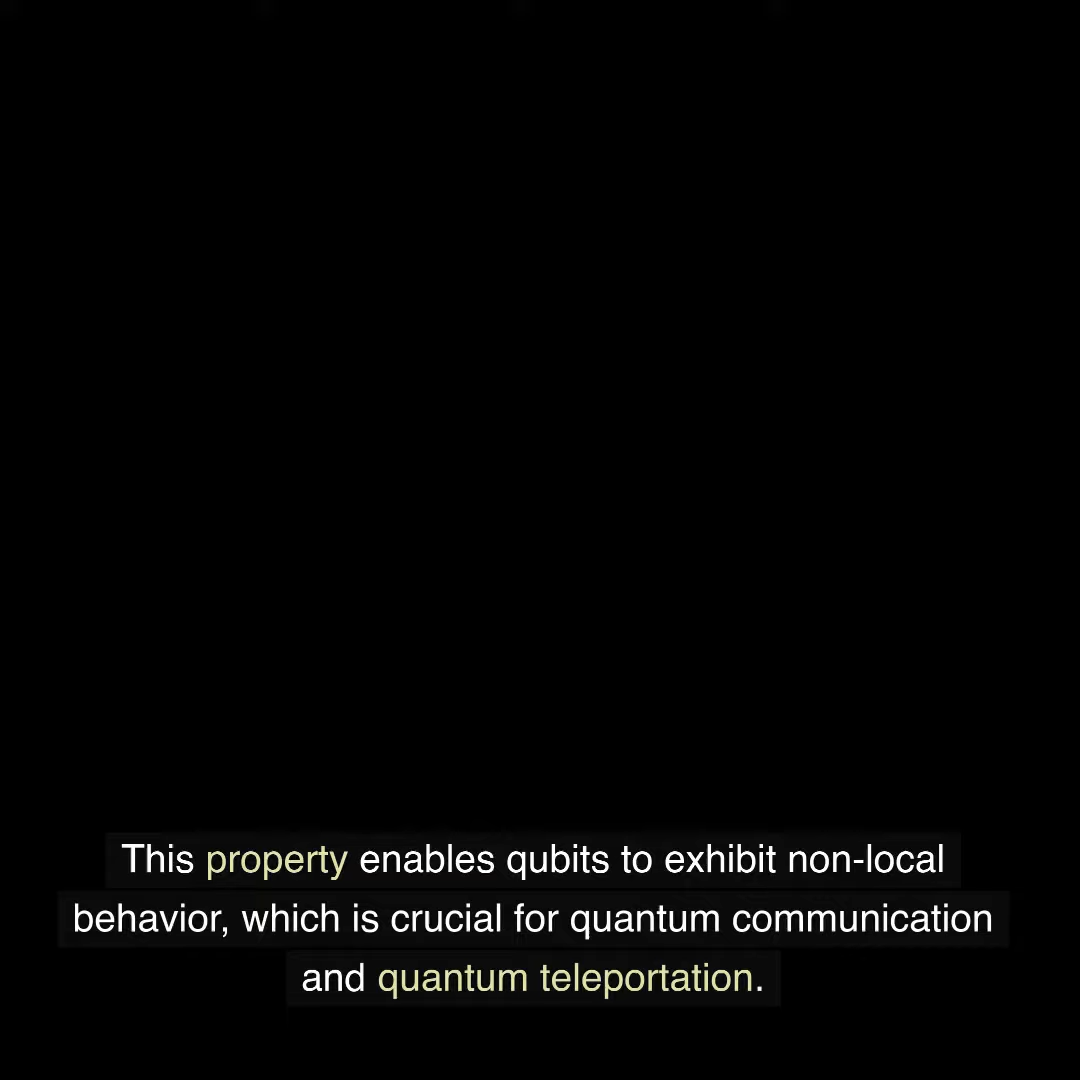 This property enables qubits to exhibit non-local
behavior, which is crucial for quantum communication
and quantum teleportation.